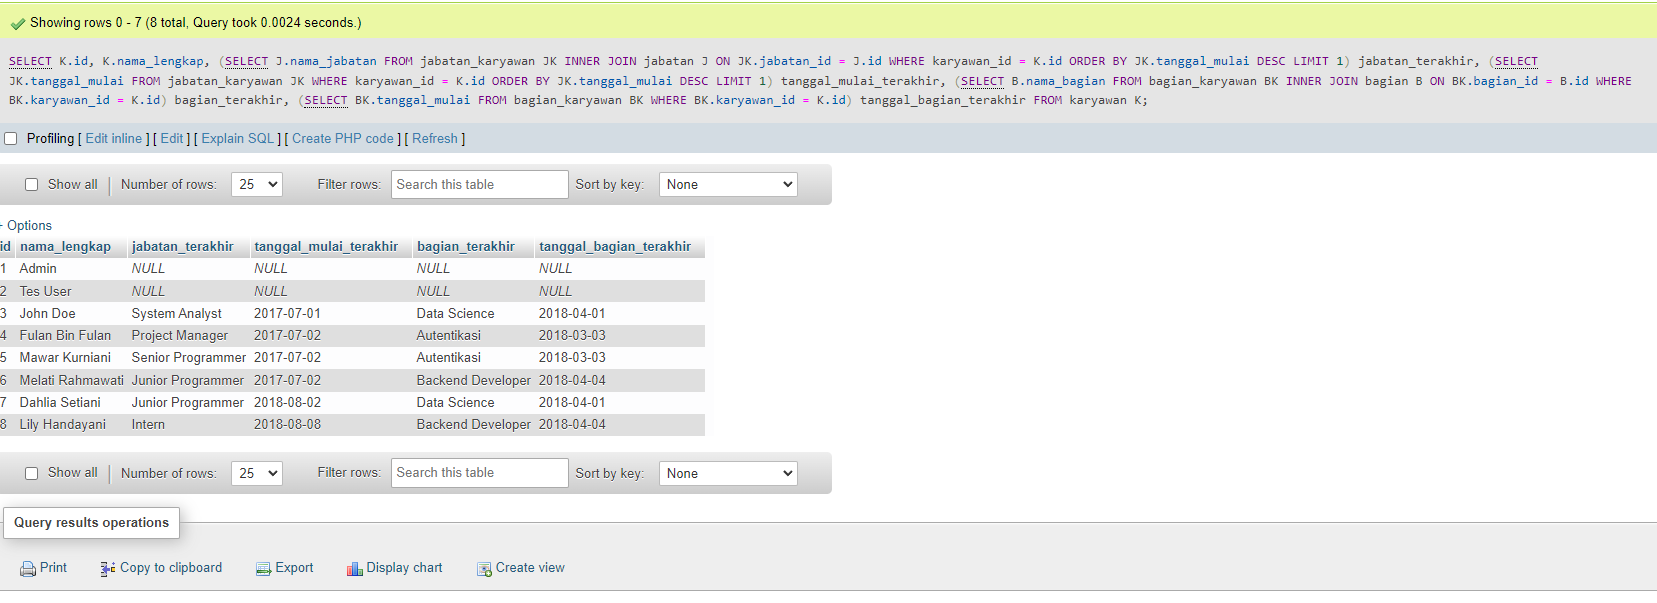 Showing rows 0 - 7 (8 total, Query took 0.0024 seconds.)
SELECT K.id, K.nama_lengkap, (SELECT J.nama_jabatan FROM jabatan_karyawan JK INNER JOIN jabatan J ON JK.jabatan_id = J.id WHERE karyawan_id = K.id ORDER BY JK.tanggal_mulai DESC LIMIT 1) jabatan_terakhir, (SELECT
JK.tanggal_mulai FROM jabatan_karyawan JK WHERE karyawan_id = K.id ORDER BY JK.tanggal_mulai DESC LIMIT 1) tanggal_mulai_terakhir, (SELECT B.nama_bagian FROM bagian_karyawan BK INNER JOIN bagian B ON BK.bagian_id = B.id WHERE
BK.karyawan_id = K.id) bagian_terakhir, (SELECT BK.tanggal_mulai FROM bagian_karyawan BK WHERE BK.karyawan_id = K.id) tanggal_bagian_terakhir FROM karyawan K;
Profiling [ Edit inline ] [ Edit ] [ Explain SQL ] [ Create PHP code ] [ Refresh ]
Show all Number of rows: 25 Filter rows: Search this table Sort by key: None
Options
id nama_lengkap jabatan_terakhir tanggal_mulai_terakhir bagian_terakhir tanggal_bagian_terakhir
1 Admin NULL NULL NULL NULL
2 Tes User NULL NULL NULL NULL
3 John Doe System Analyst 2017-07-01 Data Science 2018-04-01
4 Fulan Bin Fulan Project Manager 2017-07-02 Autentikasi 2018-03-03
5 Mawar Kurniani Senior Programmer 2017-07-02 Autentikasi 2018-03-03
6 Melati Rahmawati Junior Programmer 2017-07-02 Backend Developer 2018-04-04
7 Dahlia Setiani Junior Programmer 2018-08-02 Data Science 2018-04-01
8 Lily Handayani Intern 2018-08-08 Backend Developer 2018-04-04
Show all Number of rows: 25 Filter rows: Search this table Sort by key: None
Query results operations
Print Copy to clipboard Export Display chart Create view